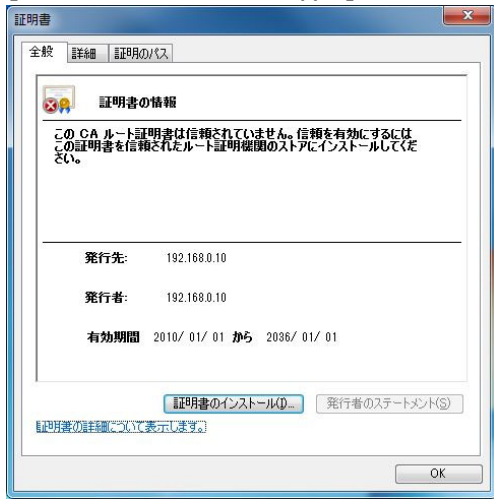 証明書
全般
詳細
証明のパス
証明書の情報
この CA ルート証明書は信頼されていません。信頼を有効にするには
この証明書を信頼されたルート証明機関のストアにインストールしてくだ
さい。
発行先: 192.168.0.10
発行者: 192.168.0.10
有効期間 2010/ 01/ 01 から 2036/ 01/ 01
証明書のインストール(I)...
発行者のステートメント(S)
証明書の詳細について表示します。
OK